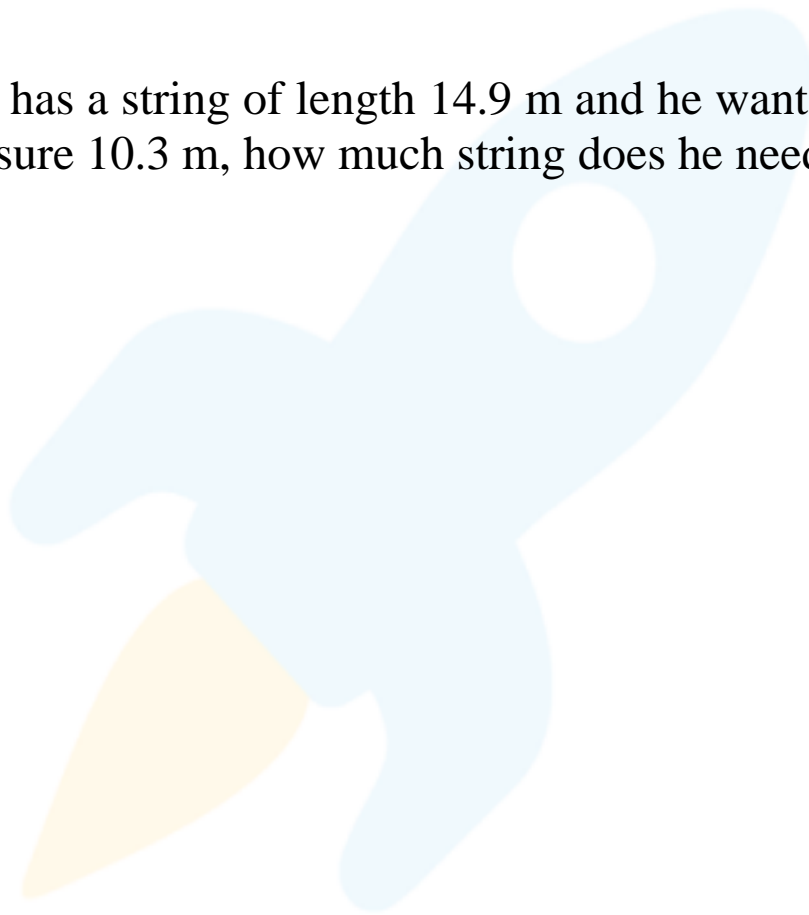 has a string of length 14.9 m and he want
sure 10.3 m, how much string does he need